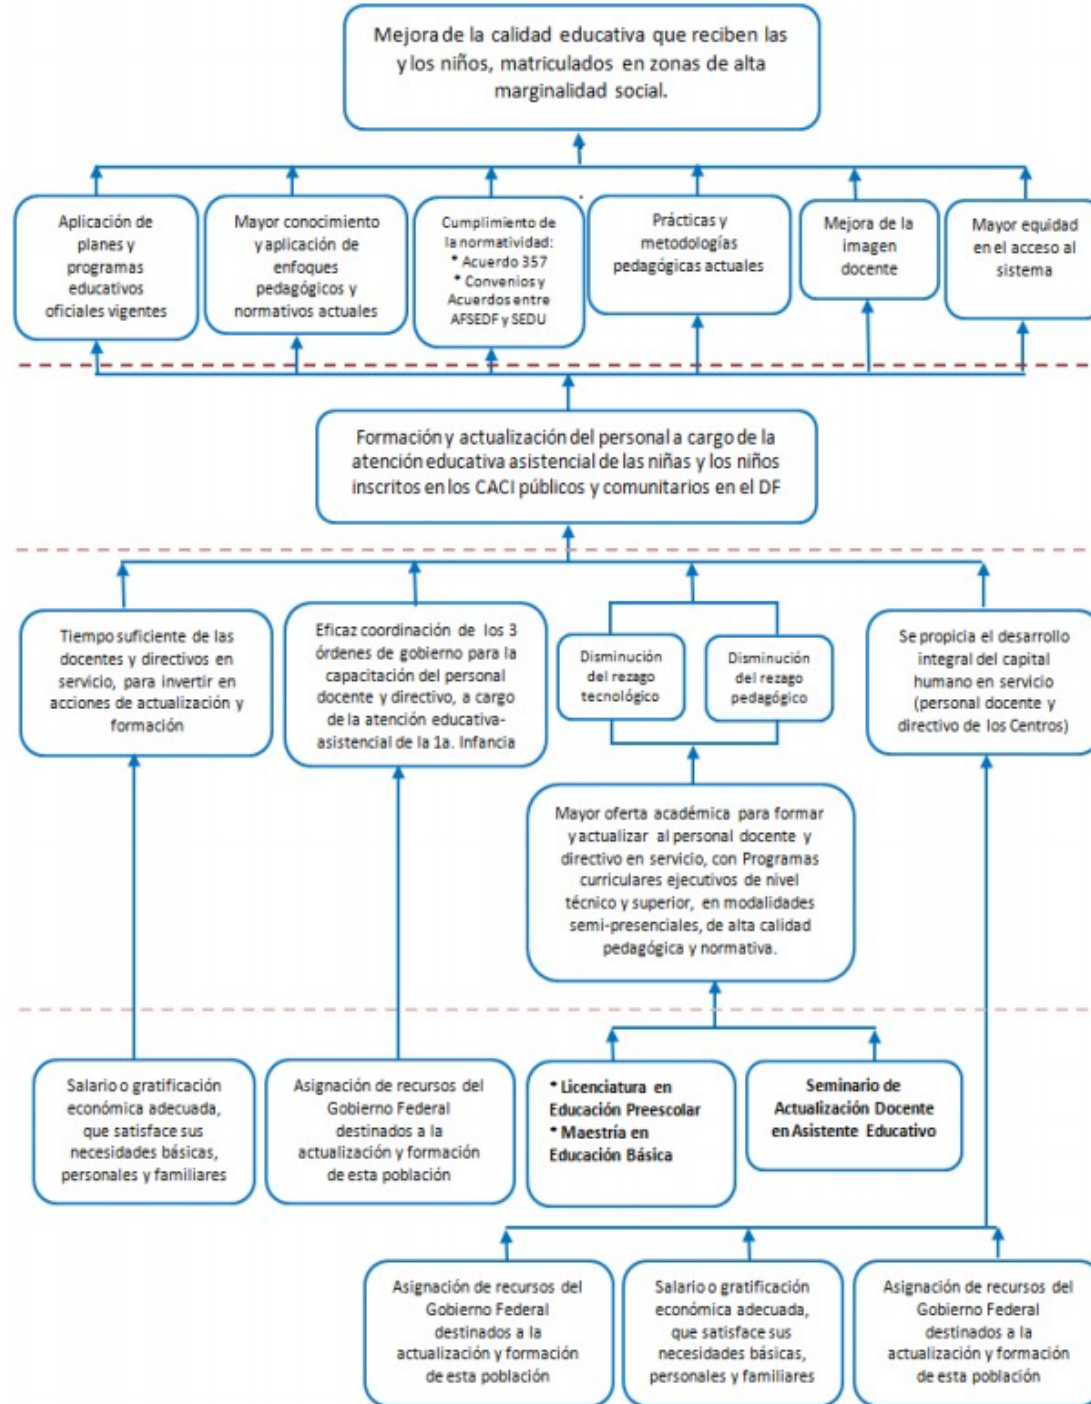 Mejora de la calidad educativa que reciben las
y los niños, matriculados en zonas de alta
marginalidad social.
Aplicación de
planes y
programas
educativos
oficiales vigentes
Mayor conocimiento
y aplicación de
enfoques
pedagógicos y
normativos actuales
Cumplimiento de
la normatividad:
* Acuerdo 357
* Convenios y
Acuerdos entre
AFSEDF y SEDU
Prácticas y
metodologías
pedagógicas actuales
Mejora de la
imagen
docente
Mayor equidad
en el acceso al
sistema
Formación y actualización del personal a cargo de la
atención educativa asistencial de las niñas y los niños
inscritos en los CACI públicos y comunitarios en el DF
Tiempo suficiente de las
docentes y directivos en
servicio, para invertir en
acciones de actualización y
formación
Eficaz coordinación de los 3
órdenes de gobierno para la
capacitación del personal
docente y directivo, a cargo
de la atención educativa-
asistencial de la 1a. Infancia
Disminución
del rezago
tecnológico
Disminución
del rezago
pedagógico
Se propicia el desarrollo
integral del capital
humano en servicio
(personal docente y
directivo de los Centros)
Mayor oferta académica para formar
y actualizar al personal docente y
directivo en servicio, con Programas
curriculares ejecutivos de nivel
técnico y superior, en modalidades
semi-presenciales, de alta calidad
pedagógica y normativa.
Salario o gratificación
económica adecuada,
que satisface sus
necesidades básicas,
personales y familiares
Asignación de recursos del
Gobierno Federal
destinados a la
actualización y formación
de esta población
* Licenciatura en
Educación Preescolar
* Maestría en
Educación Básica
Seminario de
Actualización Docente
en Asistente Educativo
Asignación de recursos del
Gobierno Federal
destinados a la
actualización y formación
de esta población
Salario o gratificación
económica adecuada,
que satisface sus
necesidades básicas,
personales y familiares
Asignación de recursos del
Gobierno Federal
destinados a la
actualización y formación
de esta población